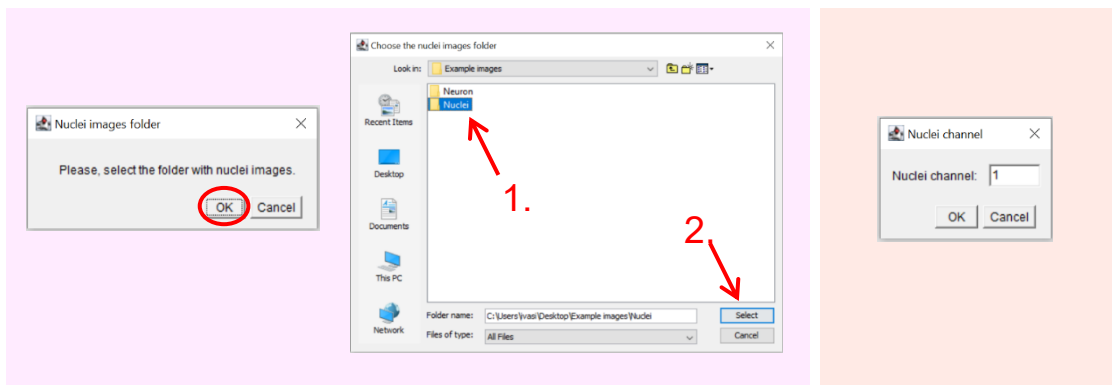 Nuclei images folder
Please, select the folder with nuclei images.
OK
Cancel
Choose the nuclei images folder
Look in:
Example images
Recent Items
Desktop
Documents
This PC
Network
Neuron
Nuclei
1.
2.
Folder name:
C:\Users\ivasi\Desktop\Example images\Nuclei
Select
Files of type:
All Files
Cancel
Nuclei channel
Nuclei channel:
1
OK
Cancel